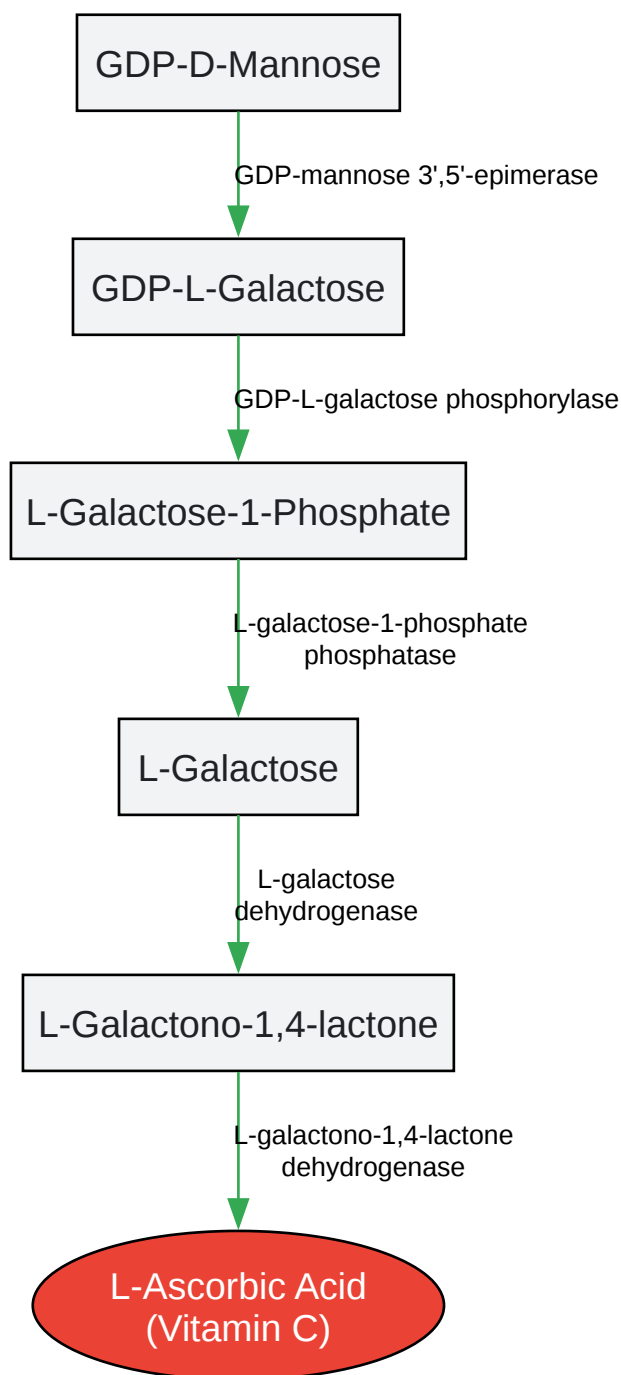 GDP-D-Mannose
GDP-mannose 3',5'-epimerase
GDP-L-Galactose
GDP-L-galactose phosphorylase
L-Galactose-1-Phosphate
L-galactose-1-phosphate
phosphatase
L-Galactose
L-galactose
dehydrogenase
L-Galactono-1,4-lactone
L-galactono-1,4-lactone
dehydrogenase
L-Ascorbic Acid
(Vitamin C)